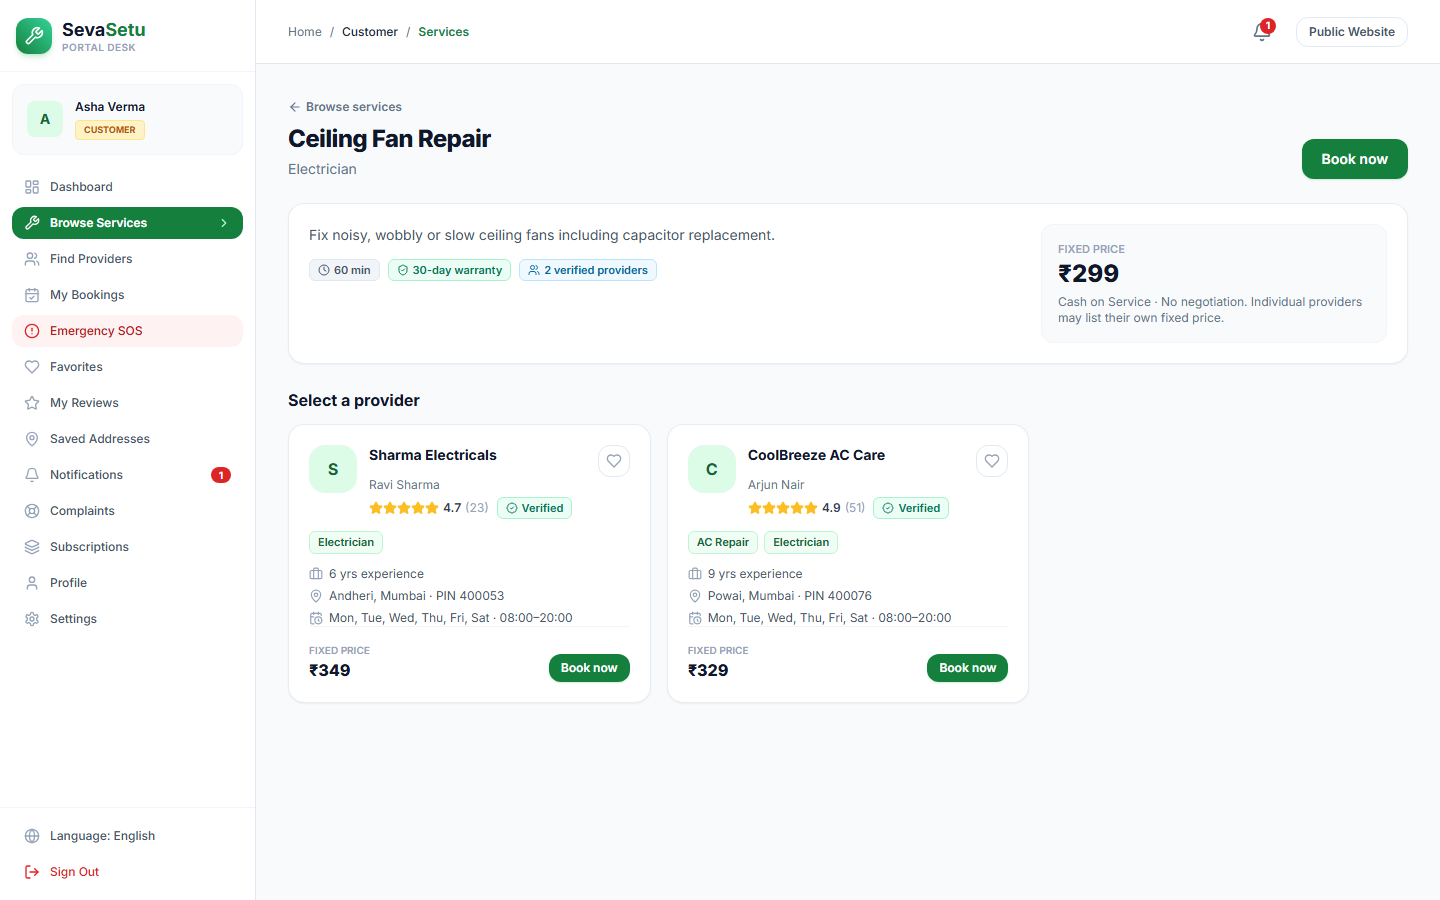 SevaSetu
PORTAL DESK
A
Asha Verma
CUSTOMER
Dashboard
Browse Services
Find Providers
My Bookings
Emergency SOS
Favorites
My Reviews
Saved Addresses
Notifications 1
Complaints
Subscriptions
Profile
Settings
Language: English
Sign Out
Home / Customer / Services
1
Public Website
Browse services
Ceiling Fan Repair
Electrician
Book now
Fix noisy, wobbly or slow ceiling fans including capacitor replacement.
60 min 30-day warranty 2 verified providers
FIXED PRICE
₹299
Cash on Service · No negotiation. Individual providers
may list their own fixed price.
Select a provider
S
Sharma Electricals
Ravi Sharma
4.7 (23) Verified
Electrician
6 yrs experience
Andheri, Mumbai · PIN 400053
Mon, Tue, Wed, Thu, Fri, Sat · 08:00–20:00
FIXED PRICE
₹349
Book now
C
CoolBreeze AC Care
Arjun Nair
4.9 (51) Verified
AC Repair Electrician
9 yrs experience
Powai, Mumbai · PIN 400076
Mon, Tue, Wed, Thu, Fri, Sat · 08:00–20:00
FIXED PRICE
₹329
Book now